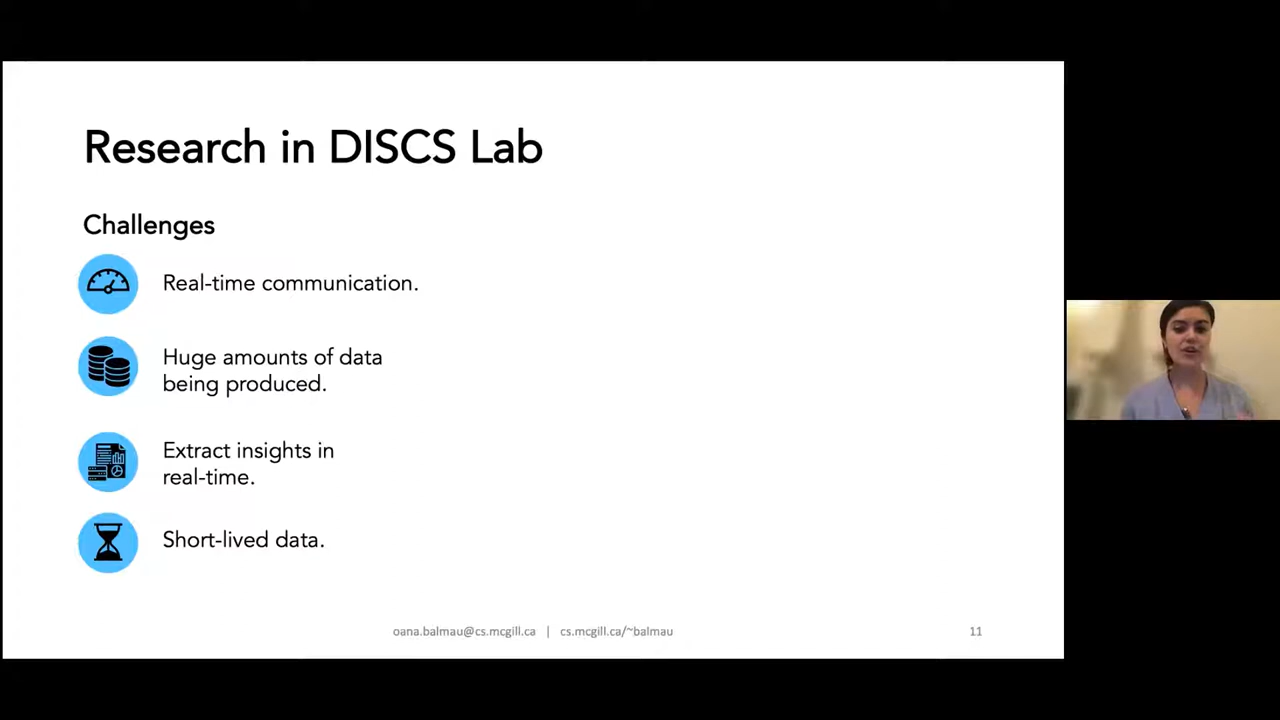 Research in DISCS Lab
Challenges
Real-time communication.
Huge amounts of data
being produced.
Extract insights in
real-time.
Short-lived data.
oana.balmau@cs.mcgill.ca | cs.mcgill.ca/~balmau
11